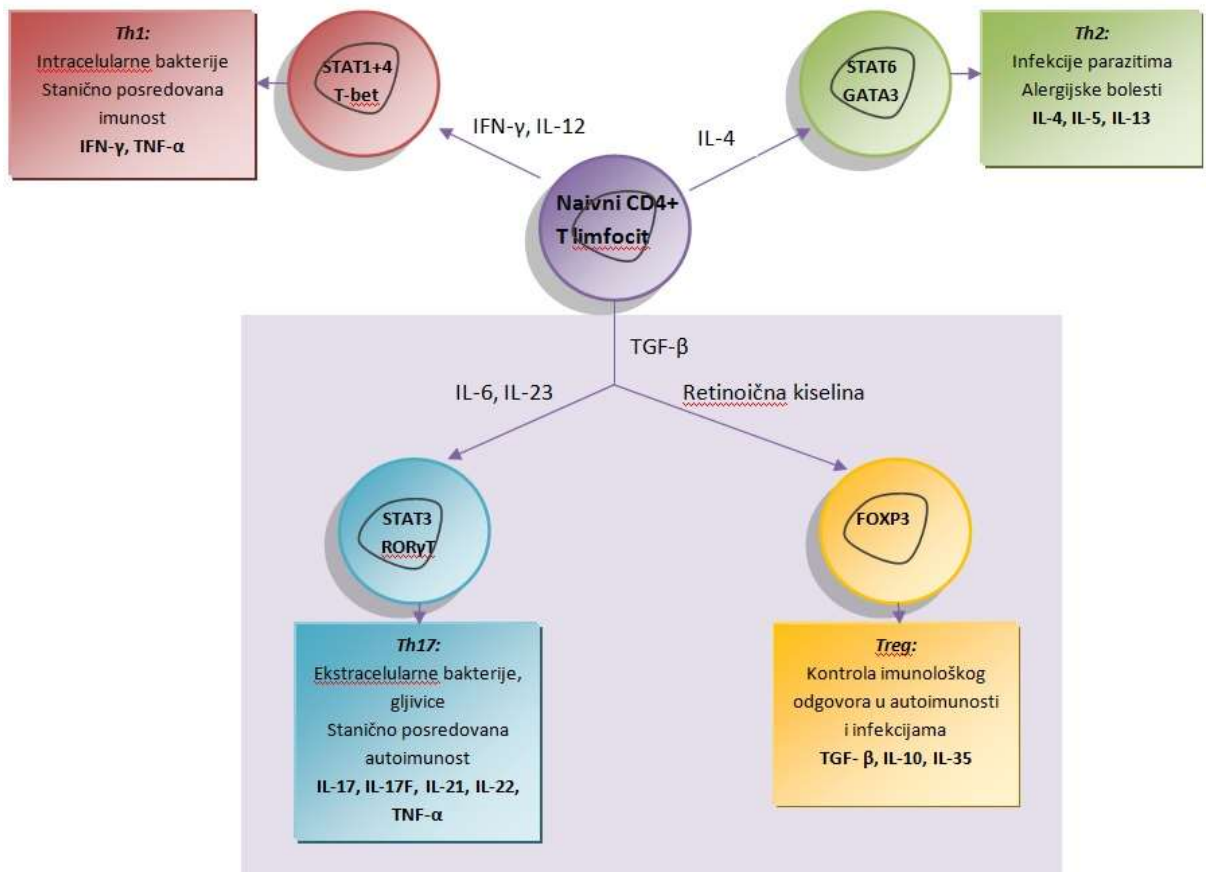 Th1:
Intracelularne bakterije
Stanično posredovana
imunost
IFN-γ, TNF-α
STAT1+4
T-bet
IFN-γ, IL-12
IL-4
STAT6
GATA3
Th2:
Infekcije parazitima
Alergijske bolesti
IL-4, IL-5, IL-13
Naivni CD4+
T limfocit
TGF-β
IL-6, IL-23
Retinoična kiselina
STAT3
RORγT
FOXP3
Th17:
Ekstracelularne bakterije,
gljivice
Stanično posredovana
autoimunost
IL-17, IL-17F, IL-21, IL-22,
TNF-α
Treg:
Kontrola imunološkog
odgovora u autoimunosti
i infekcijama
TGF- β, IL-10, IL-35